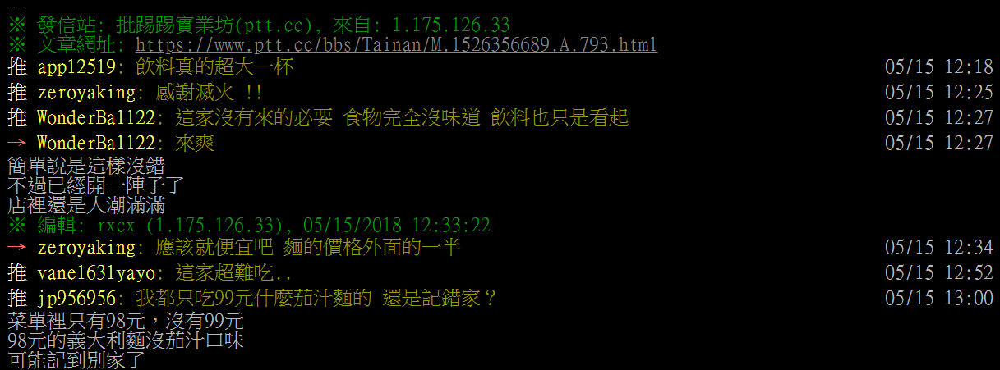 --
※ 發信站: 批踢踢實業坊(ptt.cc), 來自: 1.175.126.33
※ 文章網址: https://www.ptt.cc/bbs/Tainan/M.1526356689.A.793.html
推 app12519: 飲料真的超大一杯 05/15 12:18
推 zeroyaking: 感謝滅火 !! 05/15 12:25
推 WonderBall22: 這家沒有來的必要 食物完全沒味道 飲料也只是看起 05/15 12:27
→ WonderBall22: 來爽 05/15 12:27
簡單說是這樣沒錯
不過已經開一陣子了
店裡還是人潮滿滿
※ 編輯: rxcx (1.175.126.33), 05/15/2018 12:33:22
→ zeroyaking: 應該就便宜吧 麵的價格外面的一半 05/15 12:34
推 vane1631yayo: 這家超難吃.. 05/15 12:52
推 jp956956: 我都只吃99元什麼茄汁麵的 還是記錯家？ 05/15 13:00
菜單裡只有98元，沒有99元
98元的義大利麵沒茄汁口味
可能記到別家了